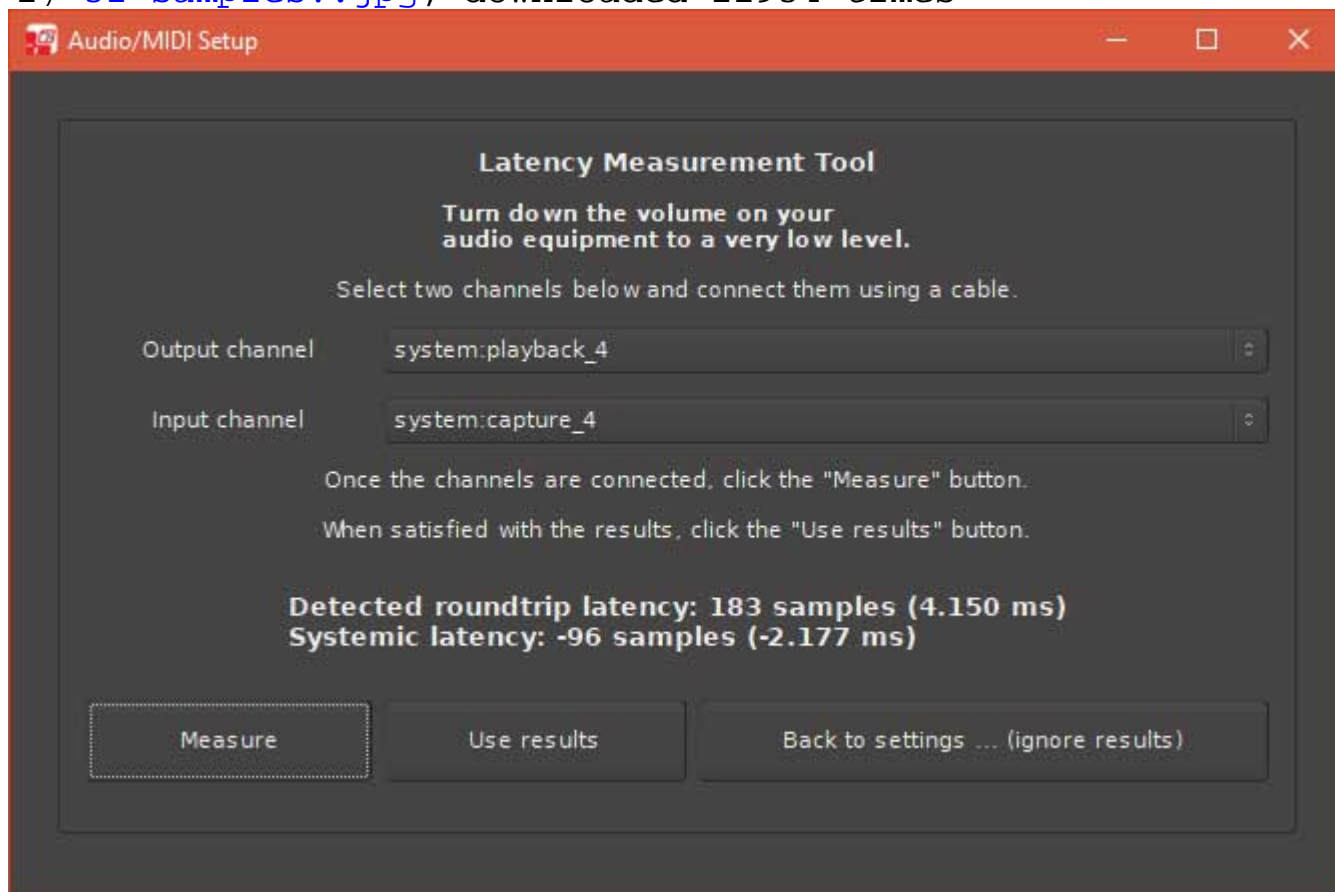 Audio/MIDI Setup
Latency Measurement Tool
Turn down the volume on your
audio equipment to a very low level.
Select two channels below and connect them using a cable.
Output channel system:playback_4
Input channel system:capture_4
Once the channels are connected, click the "Measure" button.
When satisfied with the results, click the "Use results" button.
Detected roundtrip latency: 183 samples (4.150 ms)
Systemic latency: -96 samples (-2.177 ms)
Measure Use results Back to settings ... (ignore results)